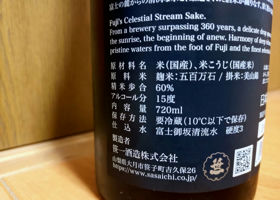 Fuji's Celestial Stream Sake.
From a brewery surpassing 360 years, a delicate
the sunrise, the beginning of anew. Harmony of deep
pristine waters from the foot of Fuji and the finest
原材料名 米(国産)、米こうじ(国産米)
原料米 麹米:五百万石 / 掛米:美山錦
精米歩合 60%
アルコール分 15度
内容量 720ml
保存方法 要冷蔵(10℃以下で保存)
仕込水 富士御坂清流水 硬度3
製造者
笹一酒造株式会社
山梨県大月市笹子町吉久保26
https://www.sasaichi.co.jp/
笹一